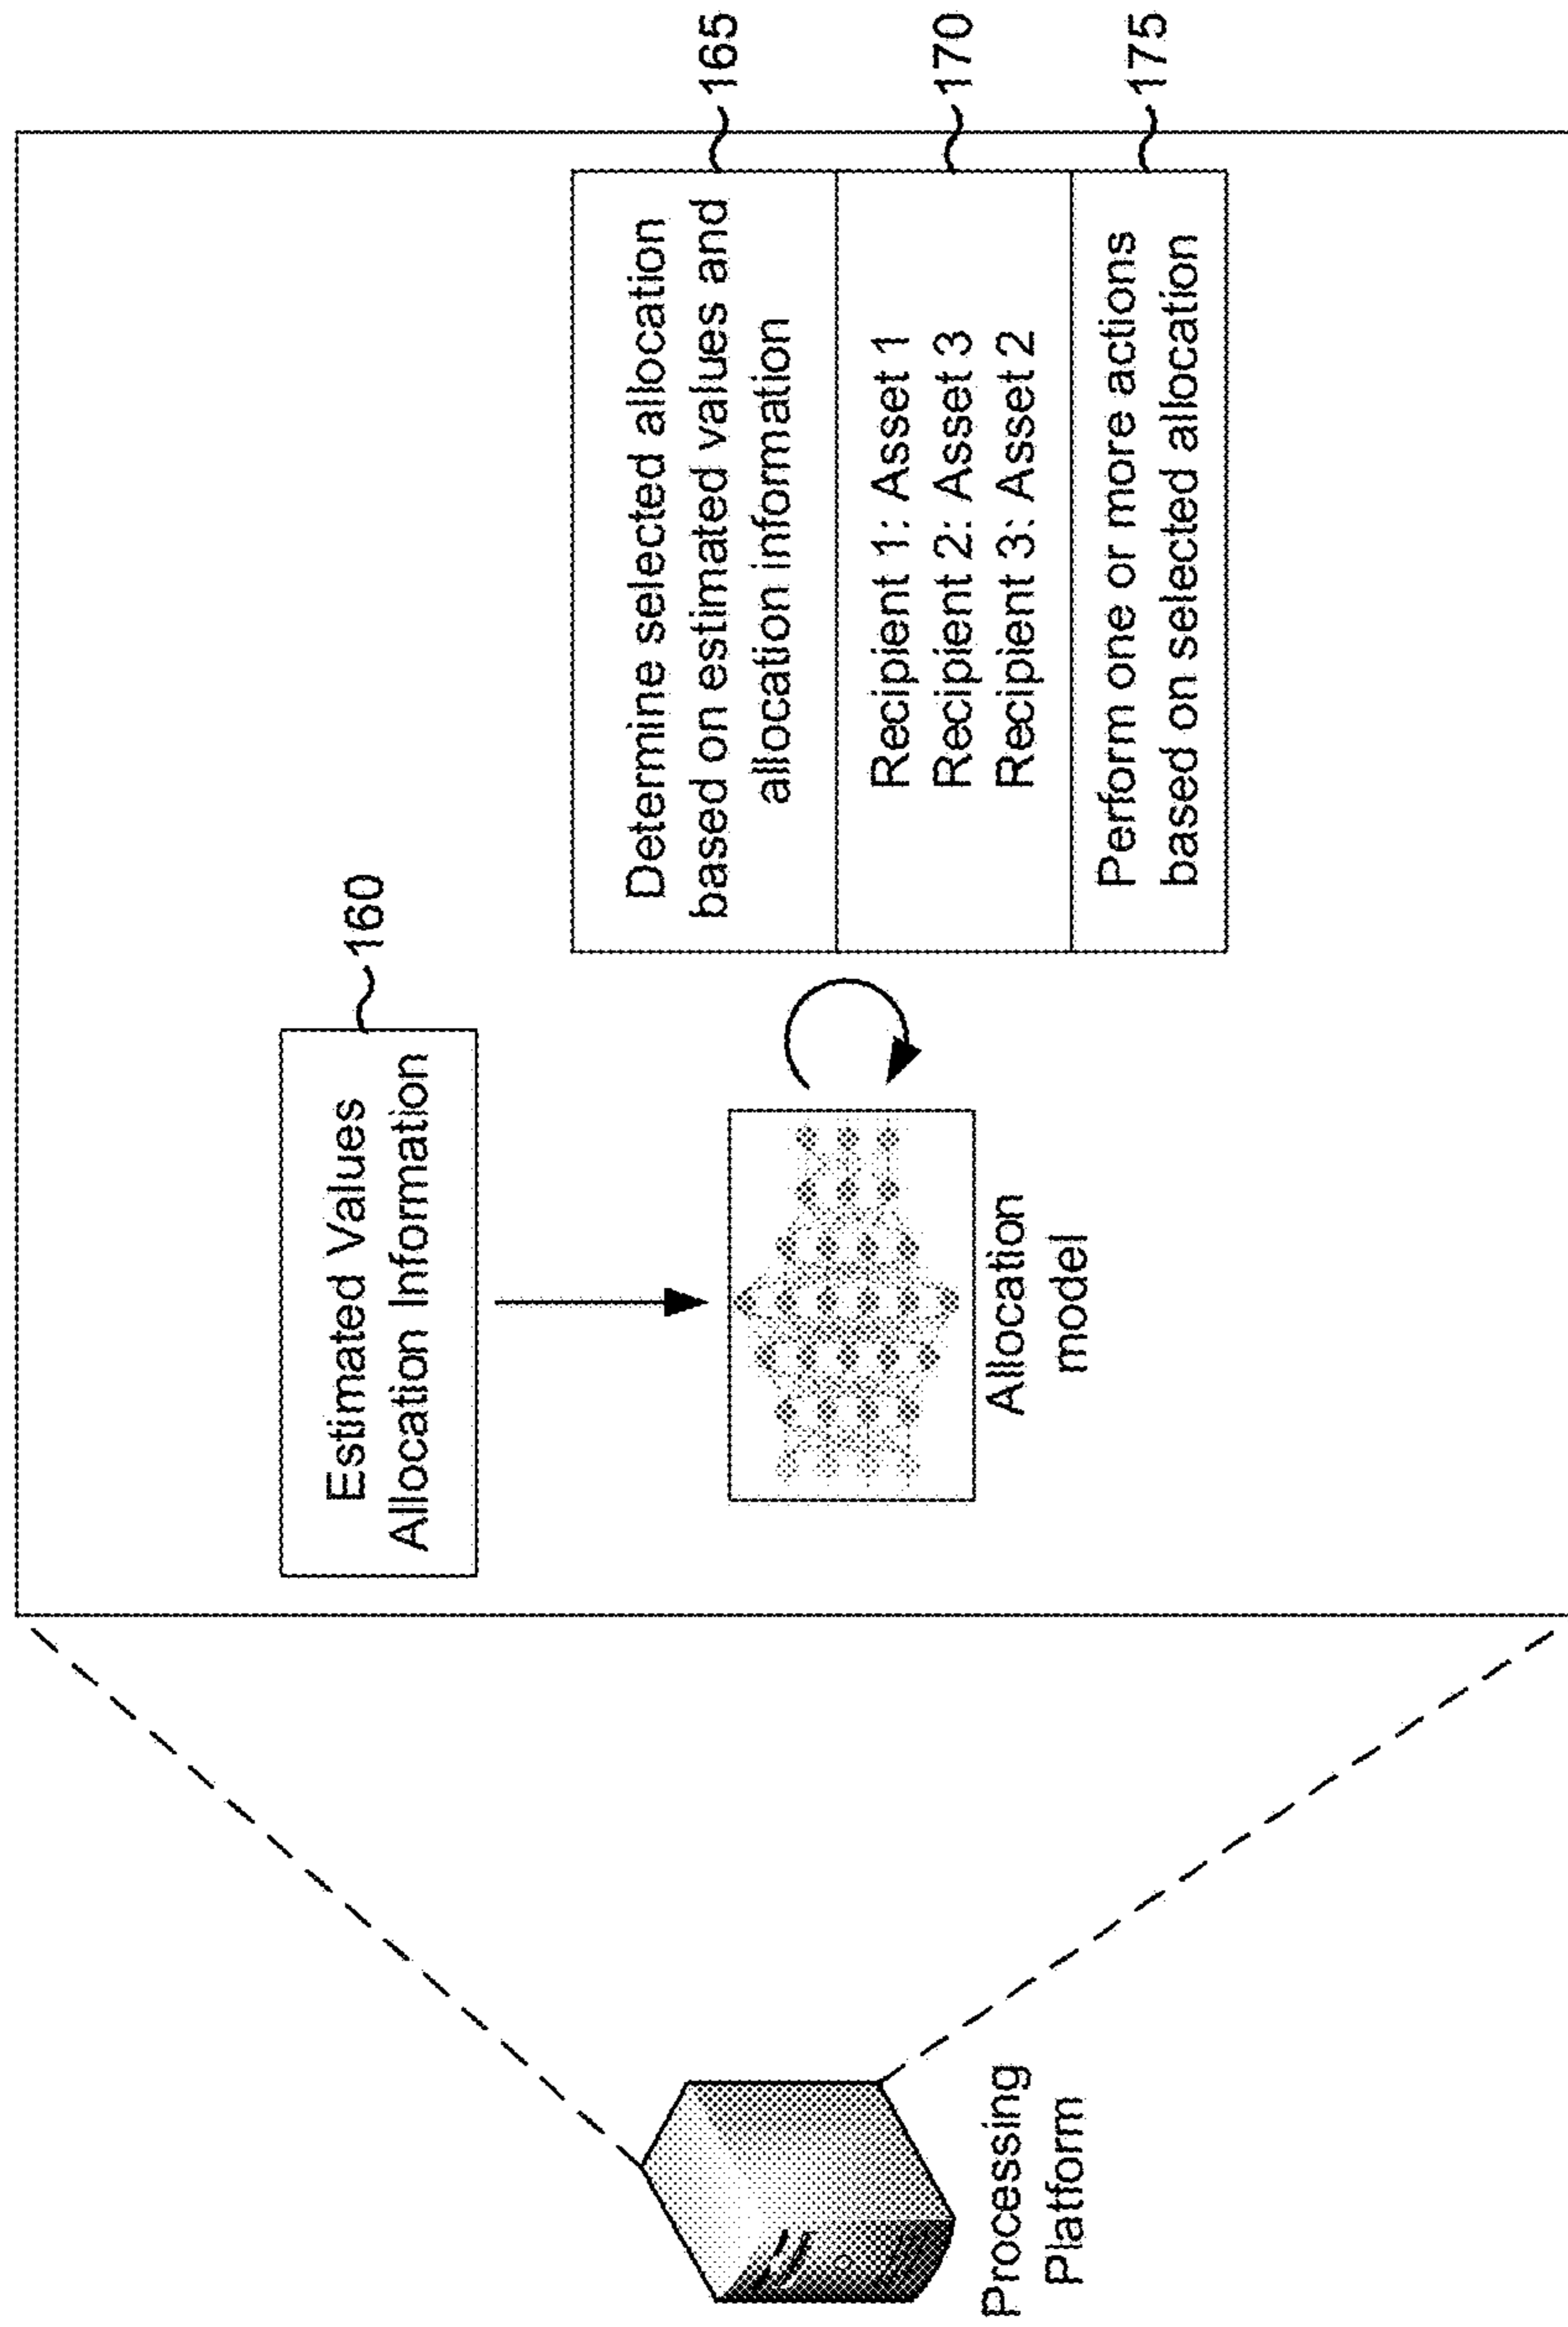 Estimated Values
Allocation Information
160
Allocation
model
Determine selected allocation
based on estimated values and
allocation information
165
Recipient 1: Asset 1
Recipient 2: Asset 3
Recipient 3: Asset 2
170
Perform one or more actions
based on selected allocation
175
Processing
Platform